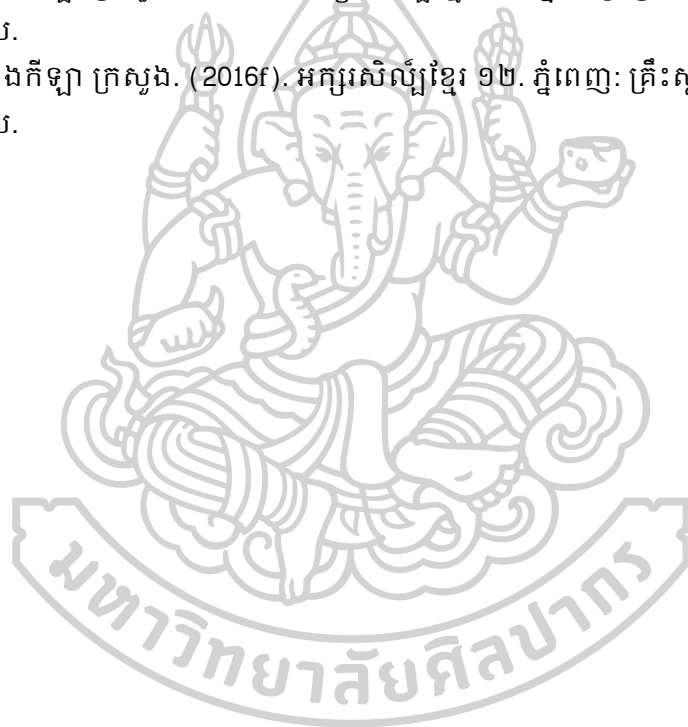 ប.
ងកីឡា ក្រសួង. (2016f). អក្សរសិល្ប៍ខ្មែរ ១២. ភ្នំពេញ: គ្រឹះស្
ប.
มหาวิทยาลัยศิลปากร